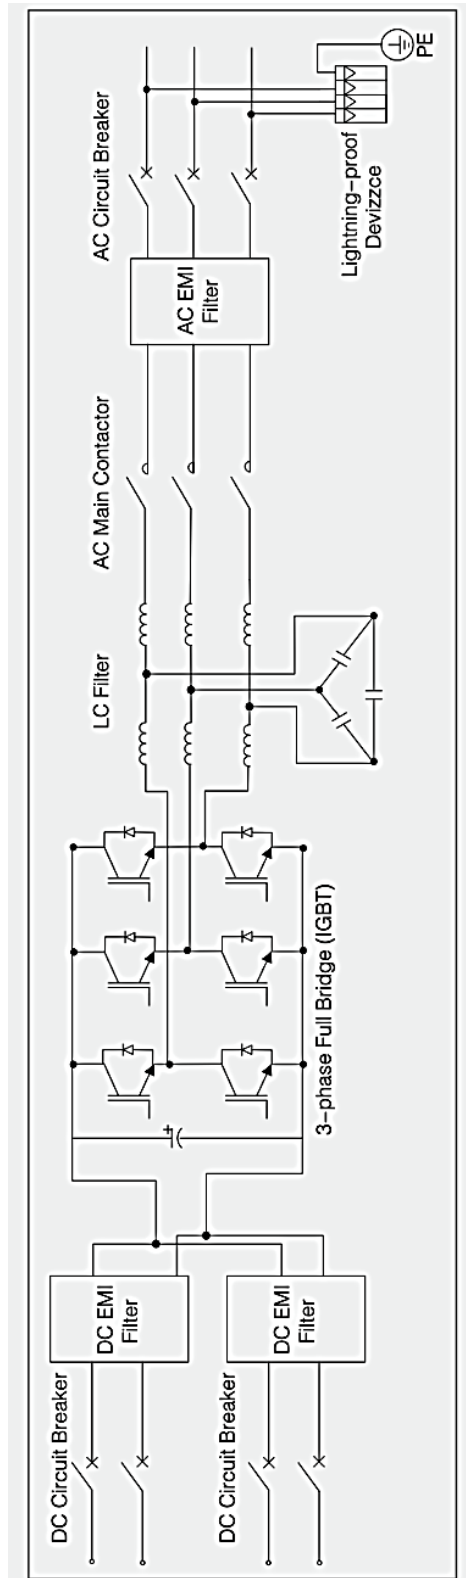 DC Circuit Breaker
DC EMI
Filter
DC Circuit Breaker
DC EMI
Filter
+
3-phase Full Bridge (IGBT)
LC Filter
AC Main Contactor
AC EMI
Filter
AC Circuit Breaker
Lightning-proof
Devizzce
PE